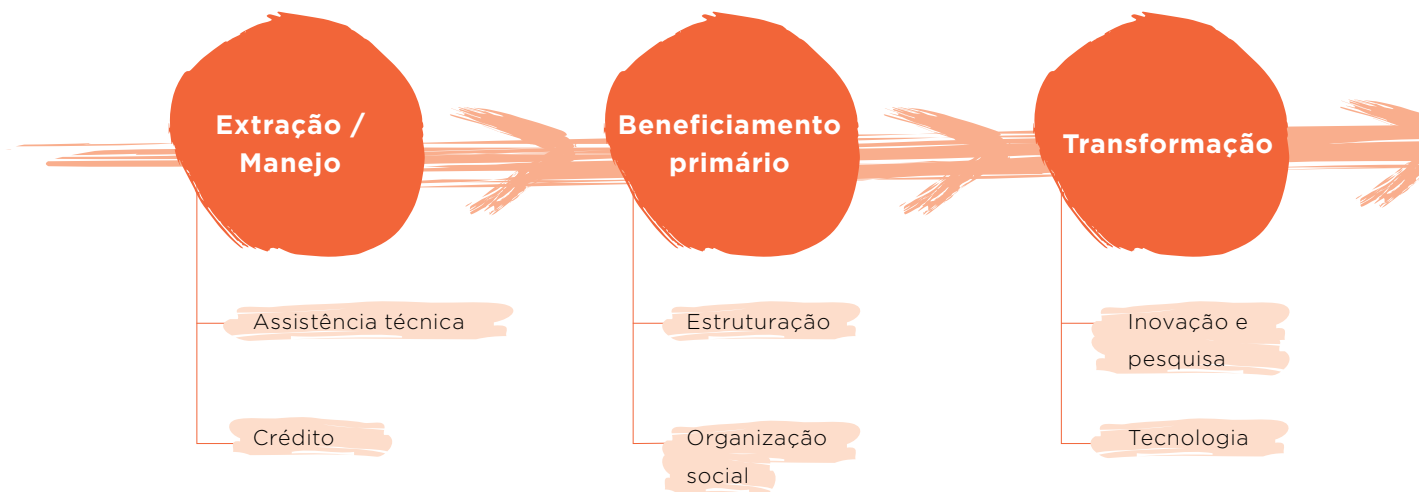 Extração /
Manejo
Assistência técnica
Crédito
Beneficiamento
primário
Estruturação
Organização
social
Transformação
Inovação e
pesquisa
Tecnologia